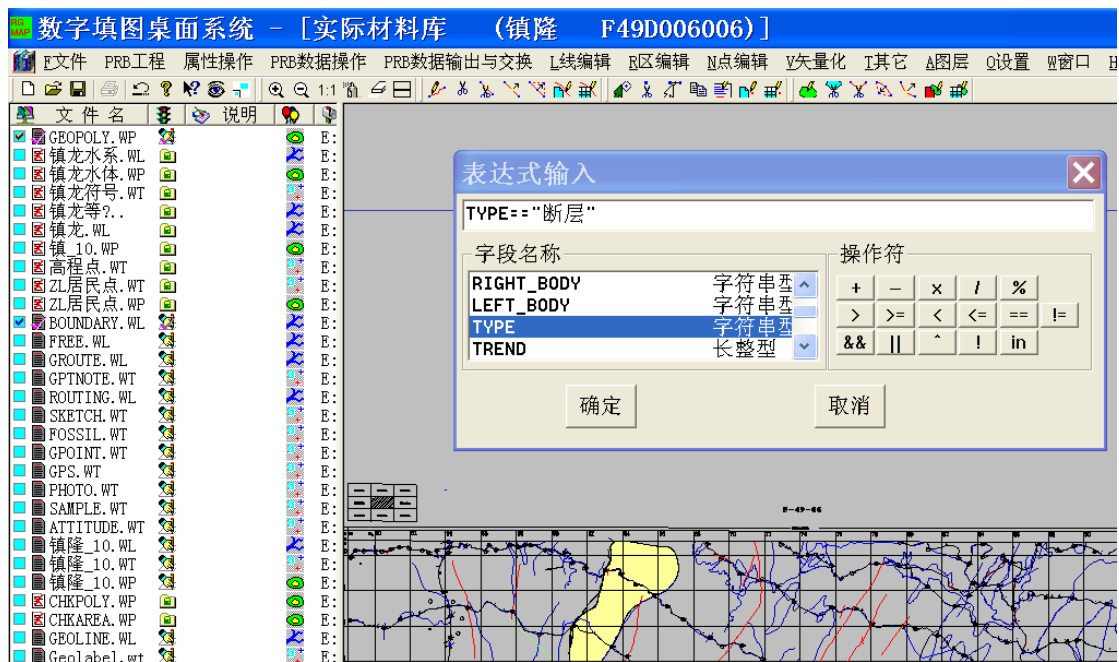 RG MAP 数字填图桌面系统 - [实际材料库 (镇隆 F49D006006)]
F文件 PRB工程 属性操作 PRB数据操作 PRB数据输出与交换 L线编辑 R区编辑 N点编辑 V矢量化 T其它 A图层 O设置 W窗口 H
1:1
文件名 说明
GEOPOLY.WP E:
镇龙水系.WL E:
镇龙水体.WP E:
镇龙符号.WT E:
镇龙等?.. E:
镇龙.WL E:
镇_10.WP E:
高程点.WT E:
ZL居民点.WT E:
ZL居民点.WP E:
BOUNDARY.WL E:
FREE.WL E:
GROUTE.WL E:
GPTNOTE.WT E:
ROUTING.WL E:
SKETCH.WT E:
FOSSIL.WT E:
GPOINT.WT E:
GPS.WT E:
PHOTO.WT E:
SAMPLE.WT E:
ATTITUDE.WT E:
镇隆_10.WL E:
镇隆_10.WT E:
镇隆_10.WP E:
CHKPOLY.WP E:
CHKAREA.WP E:
GEOLINE.WL E:
Geolabel.wt E:
表达式输入
TYPE=="断层"
字段名称
RIGHT_BODY 字符串型
LEFT_BODY 字符串型
TYPE 字符串型
TREND 长整型
操作符
+ - x / %
> >= < <= == !=
&& || ^ ! in
确定 取消